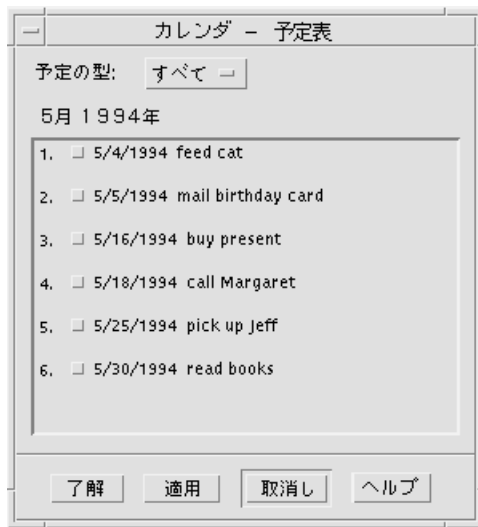 カレンダ － 予定表
予定の型: すべて
5月 1994年
1. 5/4/1994 feed cat
2. 5/5/1994 mail birthday card
3. 5/16/1994 buy present
4. 5/18/1994 call Margaret
5. 5/25/1994 pick up Jeff
6. 5/30/1994 read books
了解 適用 取消し ヘルプ